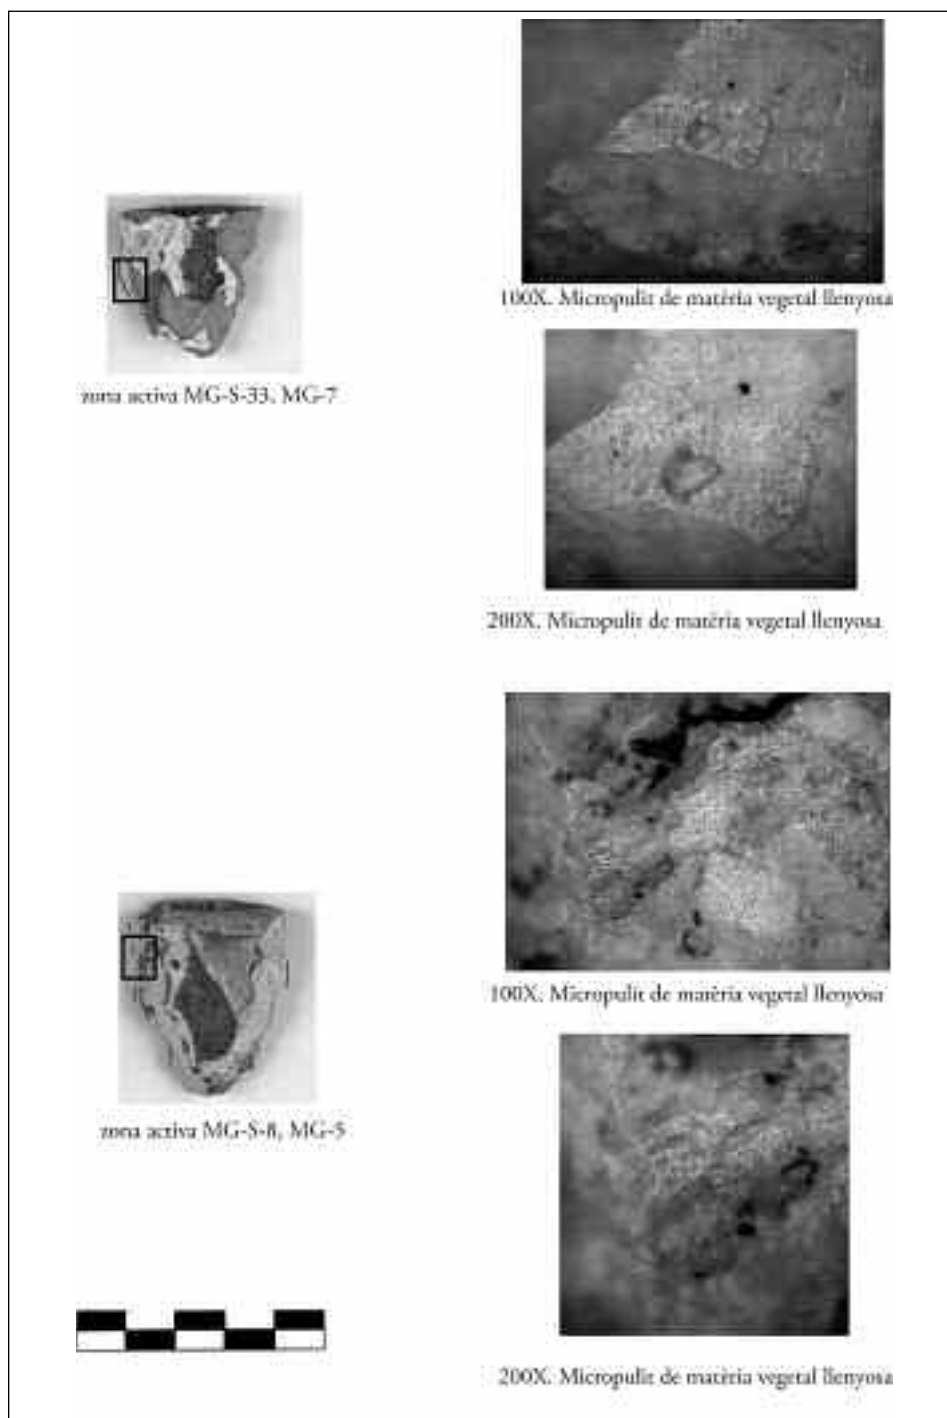 100X. Micropulit de matèria vegetal llenyosa
zona activa MG-S-33, MG-7
200X. Micropulit de matèria vegetal llenyosa
100X. Micropulit de matèria vegetal llenyosa
zona activa MG-S-8, MG-5
200X. Micropulit de matèria vegetal llenyosa